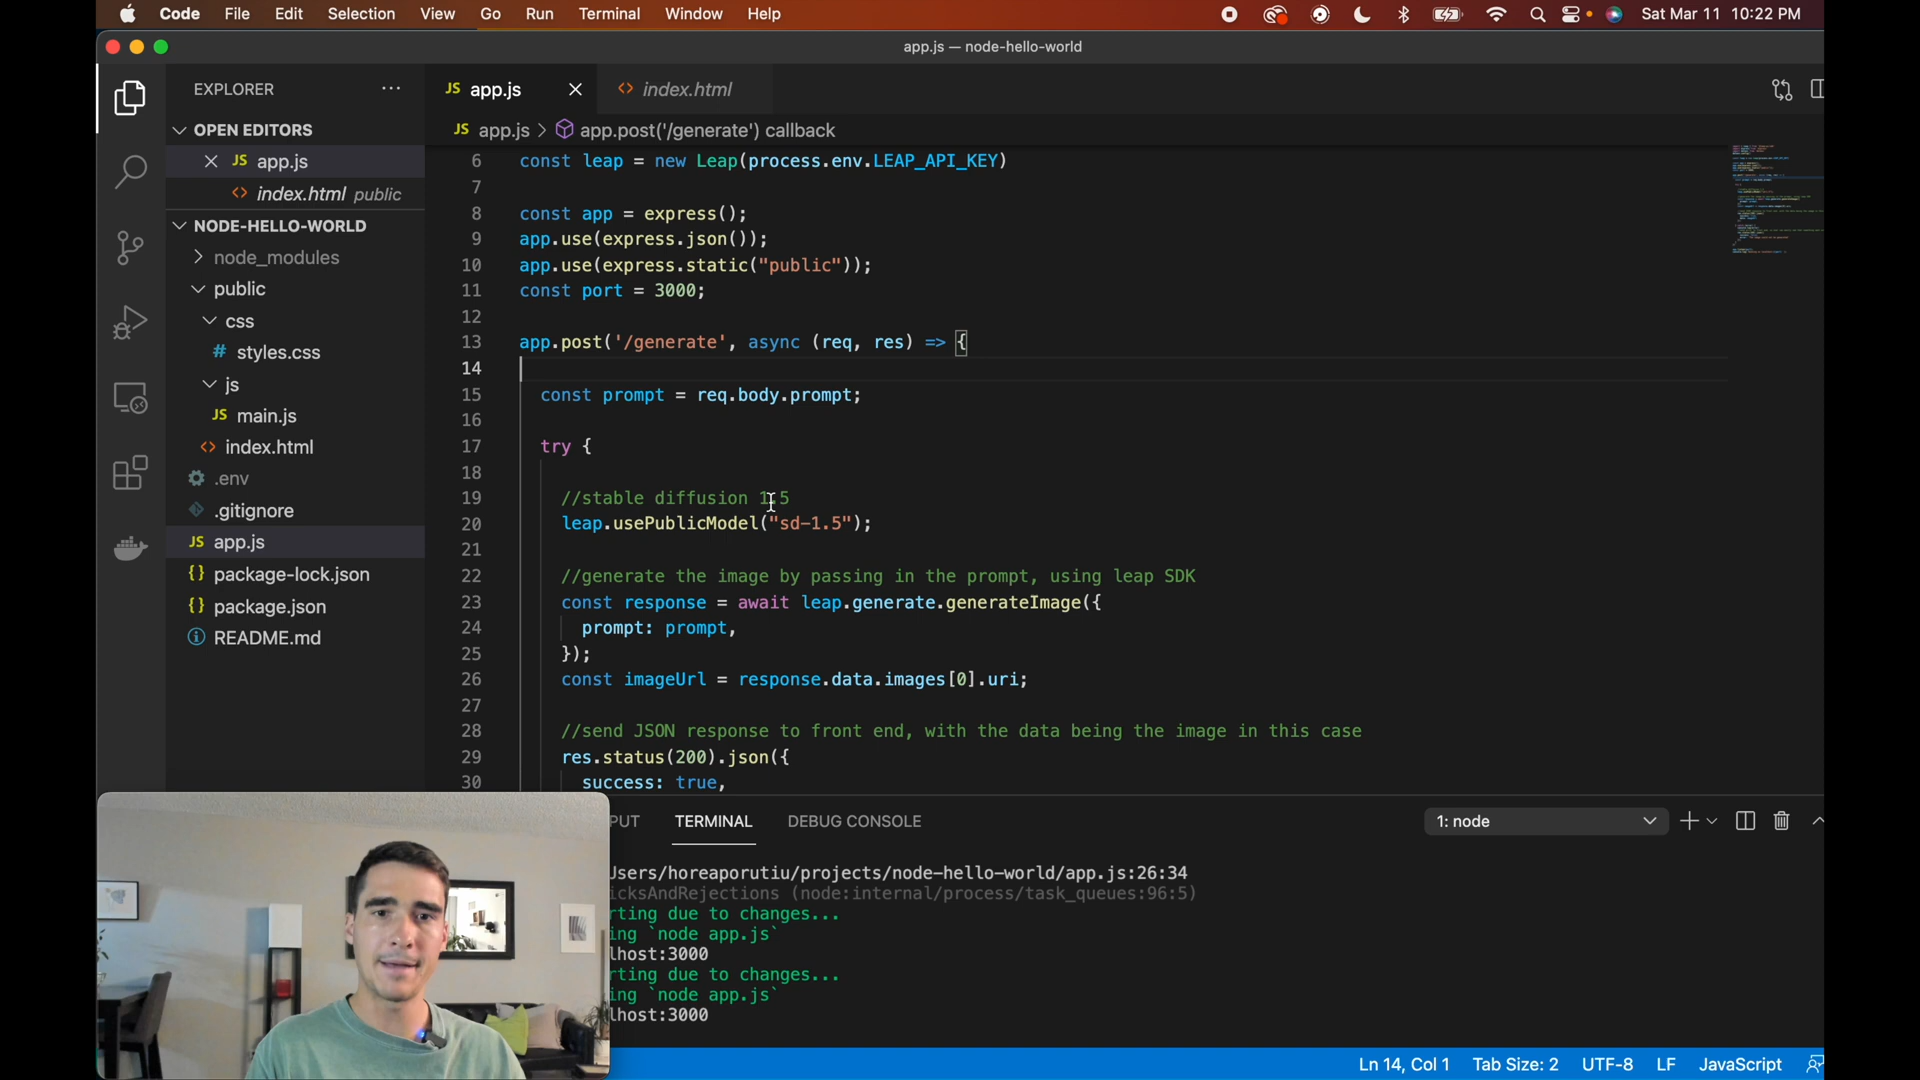 Code File Edit Selection View Go Run Terminal Window Help Sat Mar 11 10:22 PM
app.js — node-hello-world
EXPLORER ···
OPEN EDITORS
JS app.js
index.html public
NODE-HELLO-WORLD
node_modules
public
css
# styles.css
js
JS main.js
<> index.html
.env
.gitignore
JS app.js
{} package-lock.json
{} package.json
README.md
JS app.js <> index.html
JS app.js > app.post('/generate') callback
6 const leap = new Leap(process.env.LEAP_API_KEY)
7
8 const app = express();
9 app.use(express.json());
10 app.use(express.static("public"));
11 const port = 3000;
12
13 app.post('/generate', async (req, res) => {
14
15 const prompt = req.body.prompt;
16
17 try {
18
19 //stable diffusion 1.5
20 leap.usePublicModel("sd-1.5");
21
22 //generate the image by passing in the prompt, using leap SDK
23 const response = await leap.generate.generateImage({
24 prompt: prompt,
25 });
26 const imageUrl = response.data.images[0].uri;
27
28 //send JSON response to front end, with the data being the image in this case
29 res.status(200).json({
30 success: true,
PUT TERMINAL DEBUG CONSOLE 1: node
Jsers/horeaporutiu/projects/node-hello-world/app.js:26:34
icksAndRejections (node:internal/process/task_queues:96:5)
rting due to changes...
ing `node app.js`
lhost:3000
rting due to changes...
ing `node app.js`
lhost:3000
Ln 14, Col 1 Tab Size: 2 UTF-8 LF JavaScript